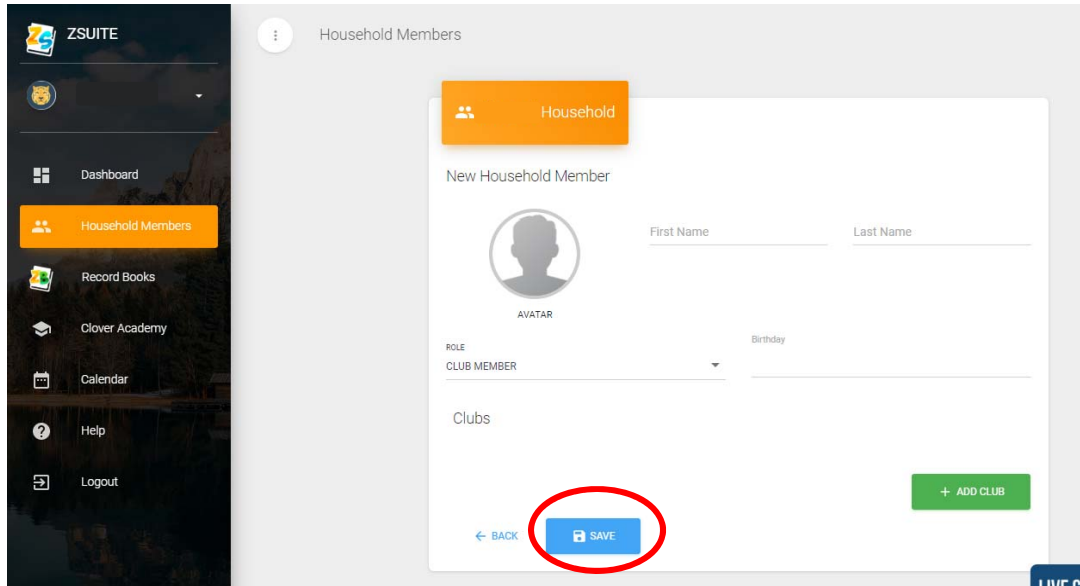 ZSUITE
Household Members
Dashboard
Household Members
Record Books
Clover Academy
Calendar
Help
Logout
Household
New Household Member
First Name
Last Name
AVATAR
ROLE
CLUB MEMBER
Birthday
Clubs
+ ADD CLUB
← BACK
SAVE
LIVE